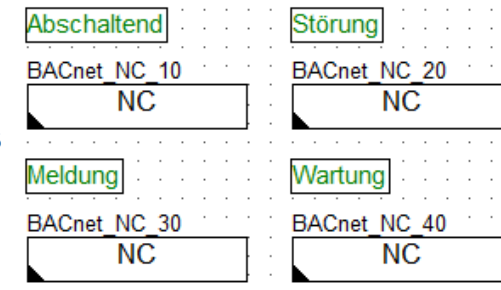 Abschaltend
Störung
BACnet_NC_10
BACnet_NC_20
NC
NC
Meldung
Wartung
BACnet_NC_30
BACnet_NC_40
NC
NC